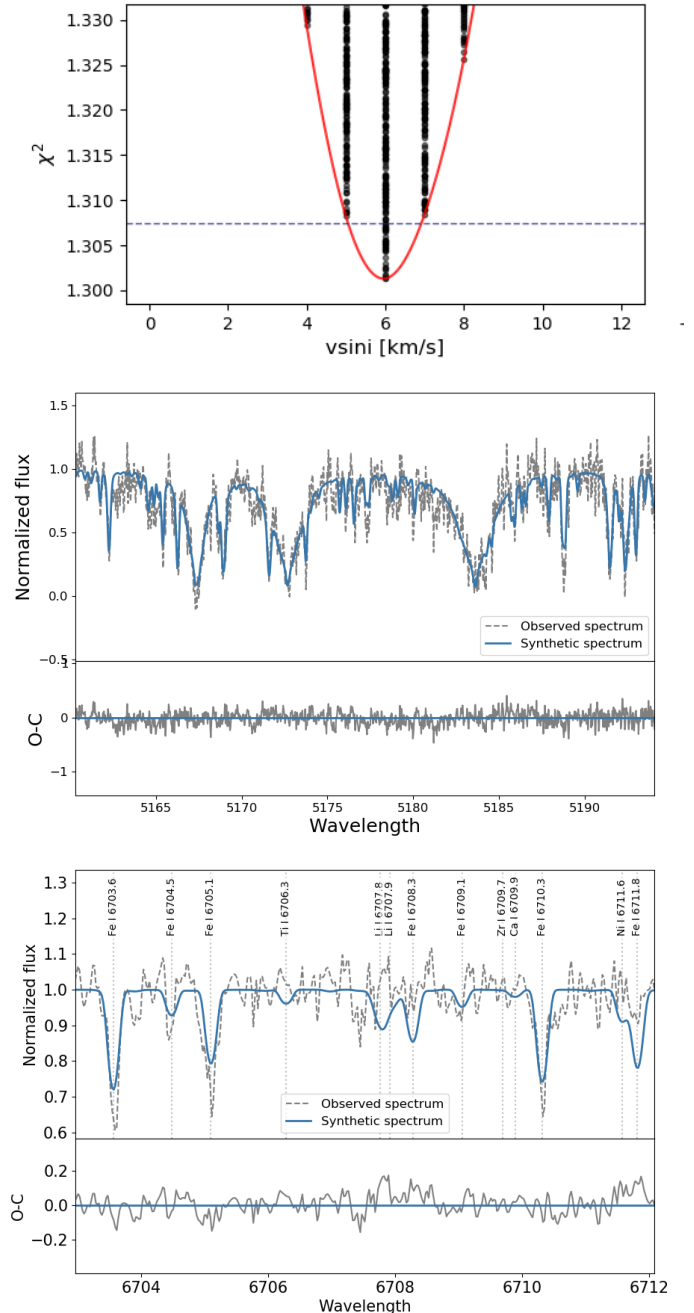 1.330
1.325
1.320
1.315
1.310
1.305
1.300
χ²
0 2 4 6 8 10 12
vsini [km/s]
1.5
1.0
0.5
0.0
−0.5
Normalized flux
Observed spectrum
Synthetic spectrum
1
0
−1
O-C
5165 5170 5175 5180 5185 5190
Wavelength
1.3
1.2
1.1
1.0
0.9
0.8
0.7
0.6
Normalized flux
Fe I 6703.6
Fe I 6704.5
Fe I 6705.1
Ti I 6706.3
Li I 6707.8
Li I 6707.9
Fe I 6708.3
Fe I 6709.1
Zr I 6709.7
Ca I 6709.9
Fe I 6710.3
Ni I 6711.6
Fe I 6711.8
Observed spectrum
Synthetic spectrum
0.2
0.0
−0.2
O-C
6704 6706 6708 6710 6712
Wavelength